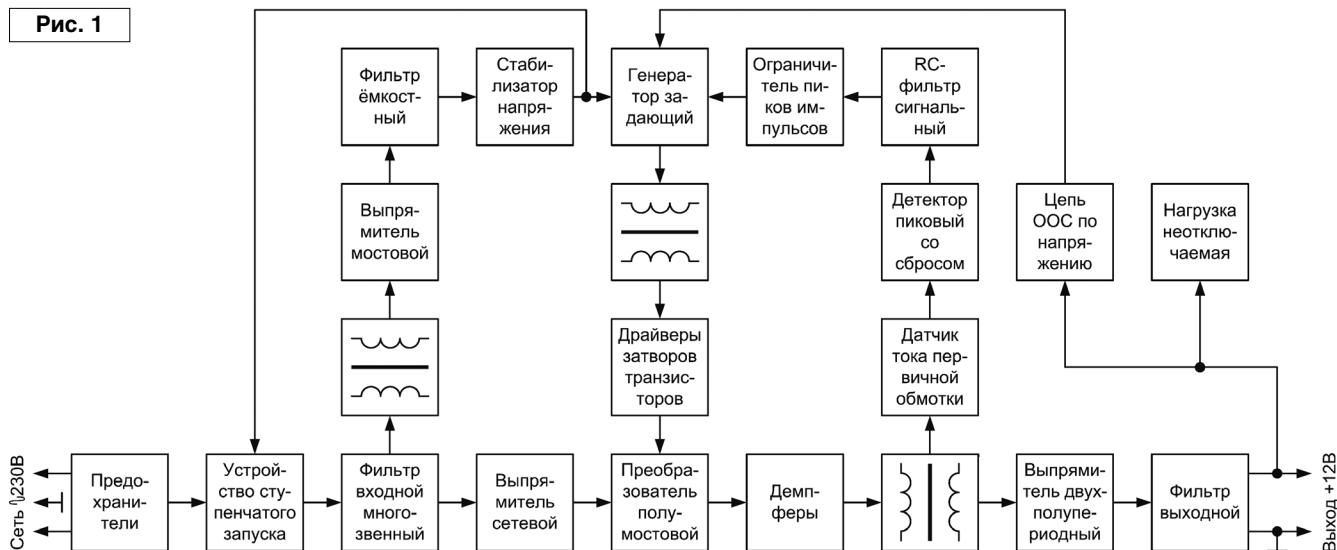 Рис. 1
Фильтр
ёмкост-
ный
Стаби-
лизатор
напря-
жения
Генера-
тор за-
дающий
Ограничи-
тель пи-
ков им-
пульсов
RC-
фильтр
сигналь-
ный
Выпря-
митель
мостовой
Детектор
пиковый
со
сбросом
Цепь
ООС по
напря-
жению
Нагрузка
неотклю-
чаемая
Драйверы
затворов
транзис-
торов
Датчик
тока пер-
вичной
обмотки
Сеть 230В
Предо-
храни-
тели
Устрой-
ство сту-
пенчатого
запуска
Фильтр
входной
много-
звенный
Выпря-
митель
сетевой
Преобра-
зователь
полу-
мостовой
Демп-
феры
Выпрями-
тель двух-
полупе-
риодный
Фильтр
выходной
Выход +12В